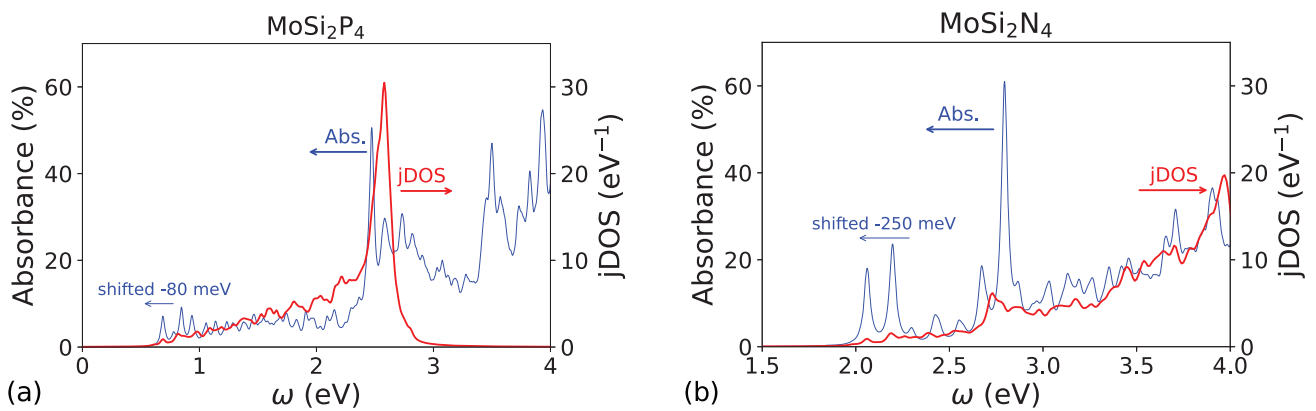 MoSi₂P₄
Absorbance (%)
60
40
20
0
Abs.
jDOS
shifted -80 meV
30
20
10
0
jDOS (eV⁻¹)
0
1
2
3
4
ω (eV)
(a)
MoSi₂N₄
Absorbance (%)
60
40
20
0
Abs.
jDOS
shifted -250 meV
30
20
10
0
jDOS (eV⁻¹)
1.5
2.0
2.5
3.0
3.5
4.0
ω (eV)
(b)